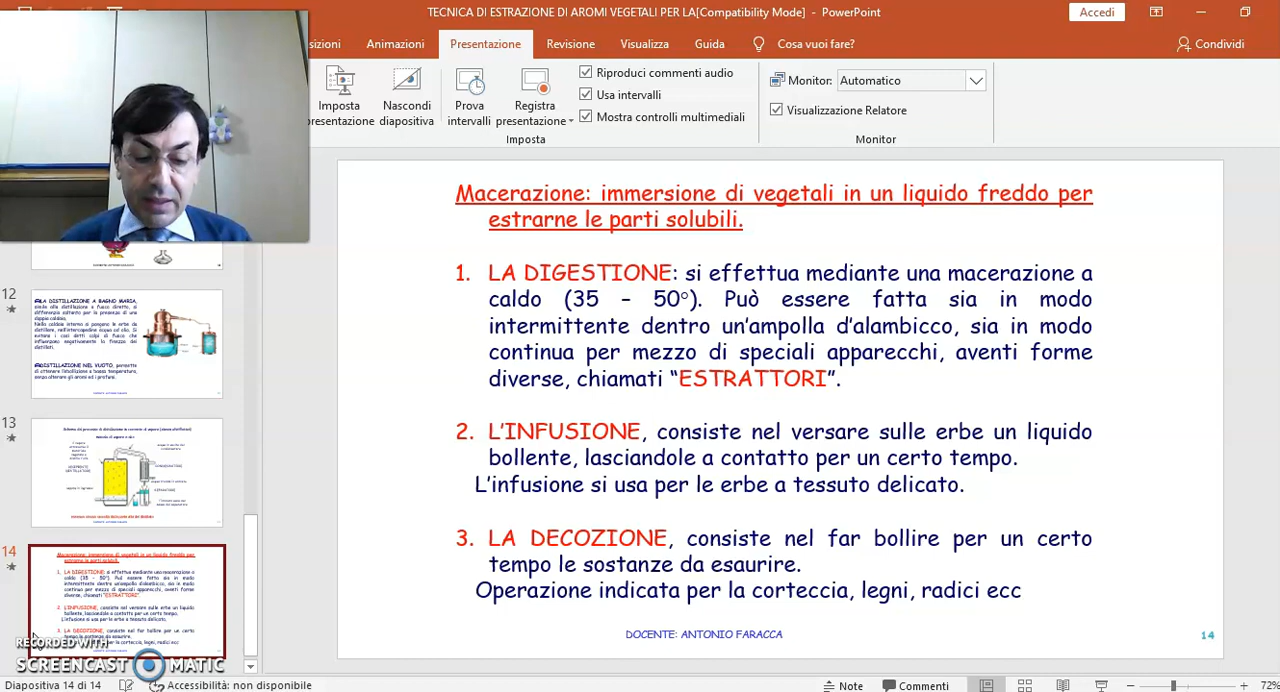 TECNICA DI ESTRAZIONE DI AROMI VEGETALI PER LA[Compatibility Mode] - PowerPoint
Accedi
Animazioni
Presentazione
Revisione
Visualizza
Guida
Cosa vuoi fare?
Condividi
Imposta
presentazione
Nascondi
diapositiva
Prova
intervalli
Registra
presentazione
Riproduci commenti audio
Usa intervalli
Mostra controlli multimediali
Imposta
Monitor:
Automatico
Visualizzazione Relatore
Monitor
12
LA DISTILLAZIONE A BAGNO MARIA,
13
14
Macerazione: immersione di vegetali in un liquido freddo per
estrarne le parti solubili.
1. LA DIGESTIONE: si effettua mediante una macerazione a
caldo (35 – 50°). Può essere fatta sia in modo
intermittente dentro un'ampolla d'alambicco, sia in modo
continua per mezzo di speciali apparecchi, aventi forme
diverse, chiamati “ESTRATTORI”.
2. L'INFUSIONE, consiste nel versare sulle erbe un liquido
bollente, lasciandole a contatto per un certo tempo.
L'infusione si usa per le erbe a tessuto delicato.
3. LA DECOZIONE, consiste nel far bollire per un certo
tempo le sostanze da esaurire.
Operazione indicata per la corteccia, legni, radici ecc
DOCENTE: ANTONIO FARACCA
14
RECORDED WITH
SCREENCAST MATIC
Diapositiva 14 di 14
Accessibilità: non disponibile
Note
Commenti
72%